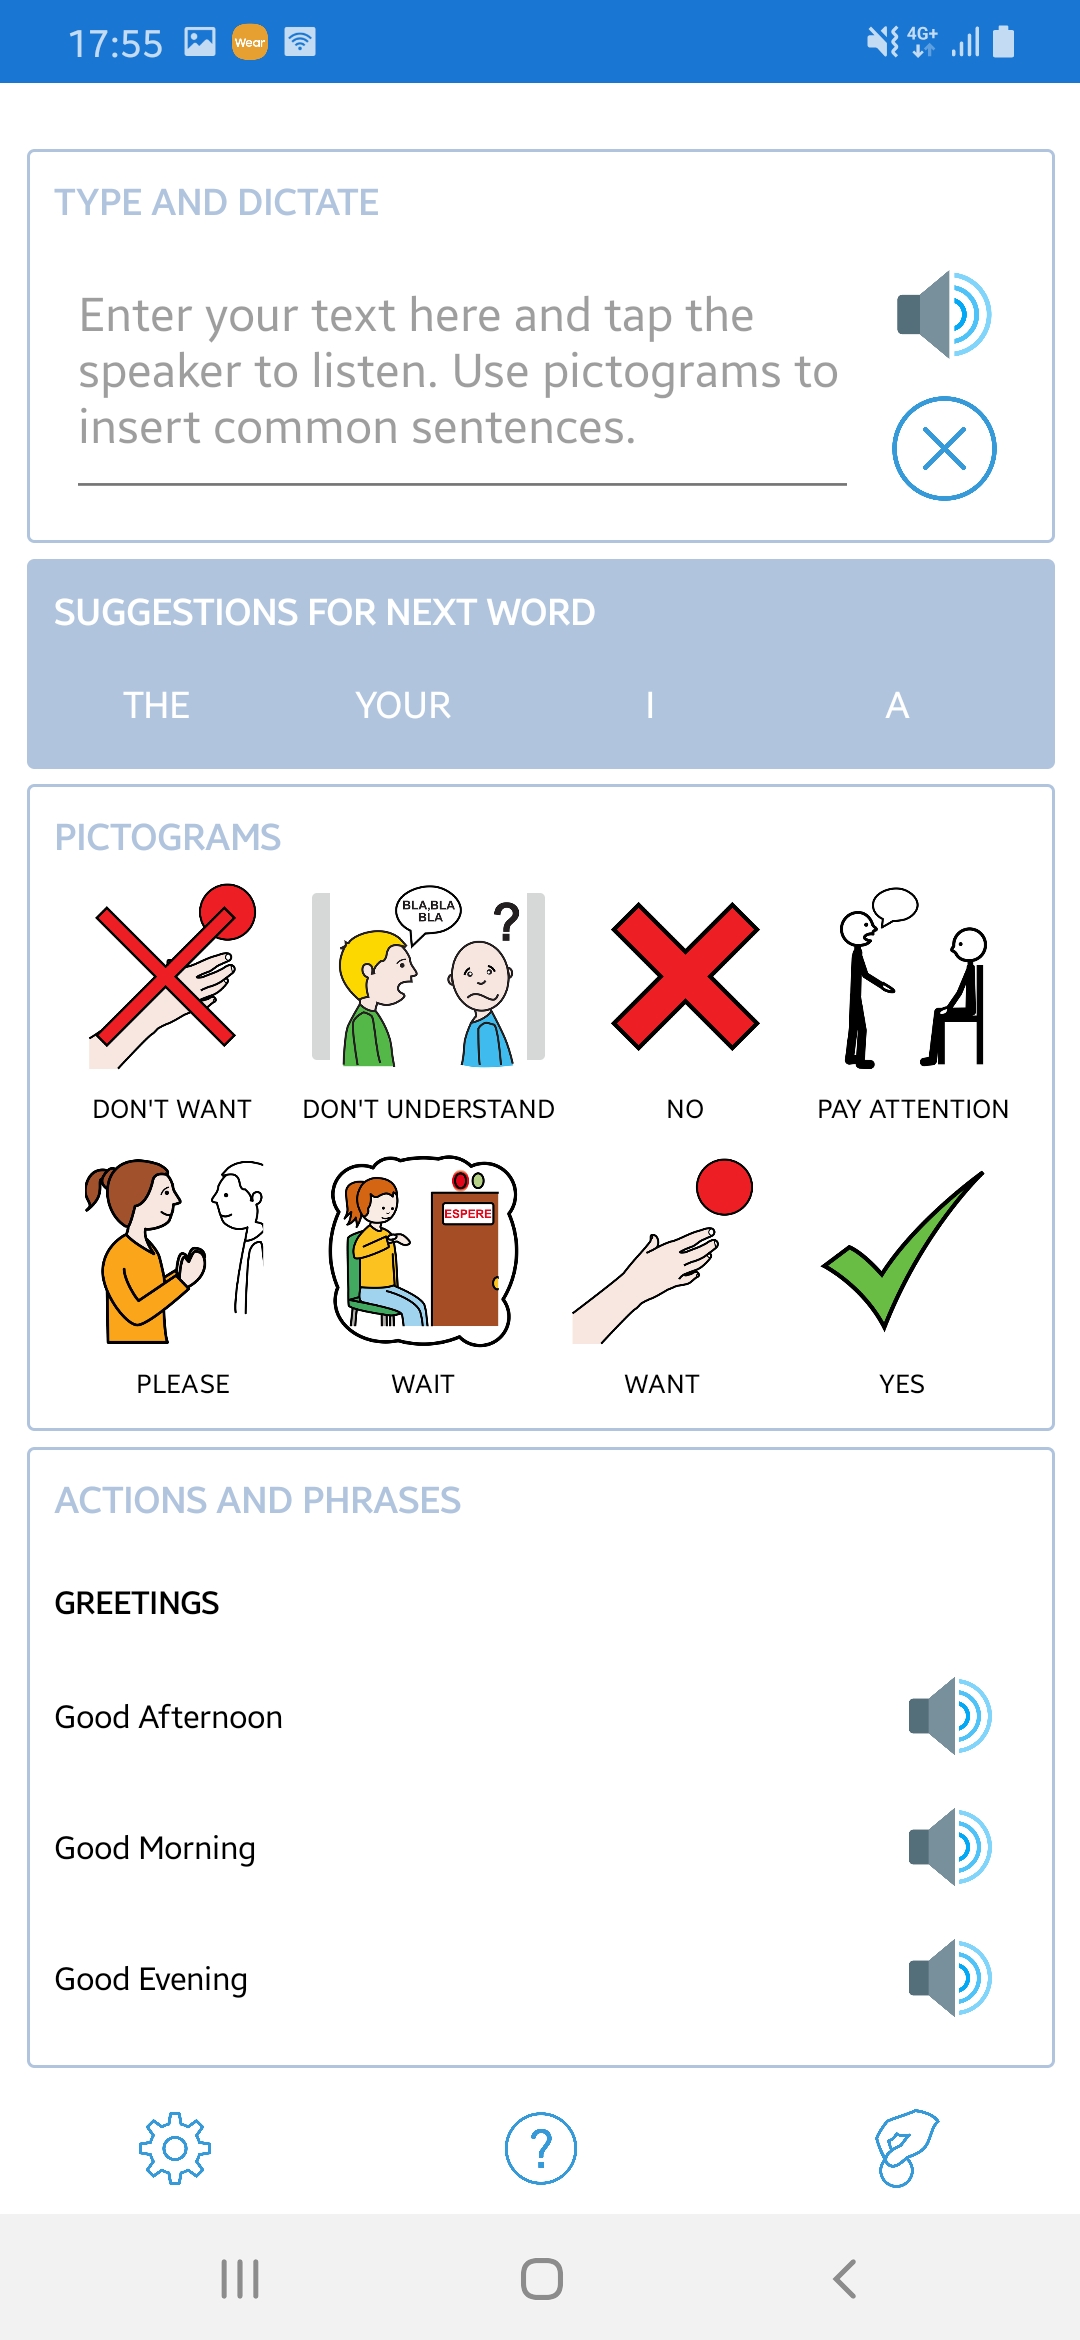 17:55
Wear
4G+
TYPE AND DICTATE
Enter your text here and tap the
speaker to listen. Use pictograms to
insert common sentences.
SUGGESTIONS FOR NEXT WORD
THE YOUR I A
PICTOGRAMS
BLA,BLA
BLA
?
DON'T WANT DON'T UNDERSTAND NO PAY ATTENTION
ESPERE
PLEASE WAIT WANT YES
ACTIONS AND PHRASES
GREETINGS
Good Afternoon
Good Morning
Good Evening
?